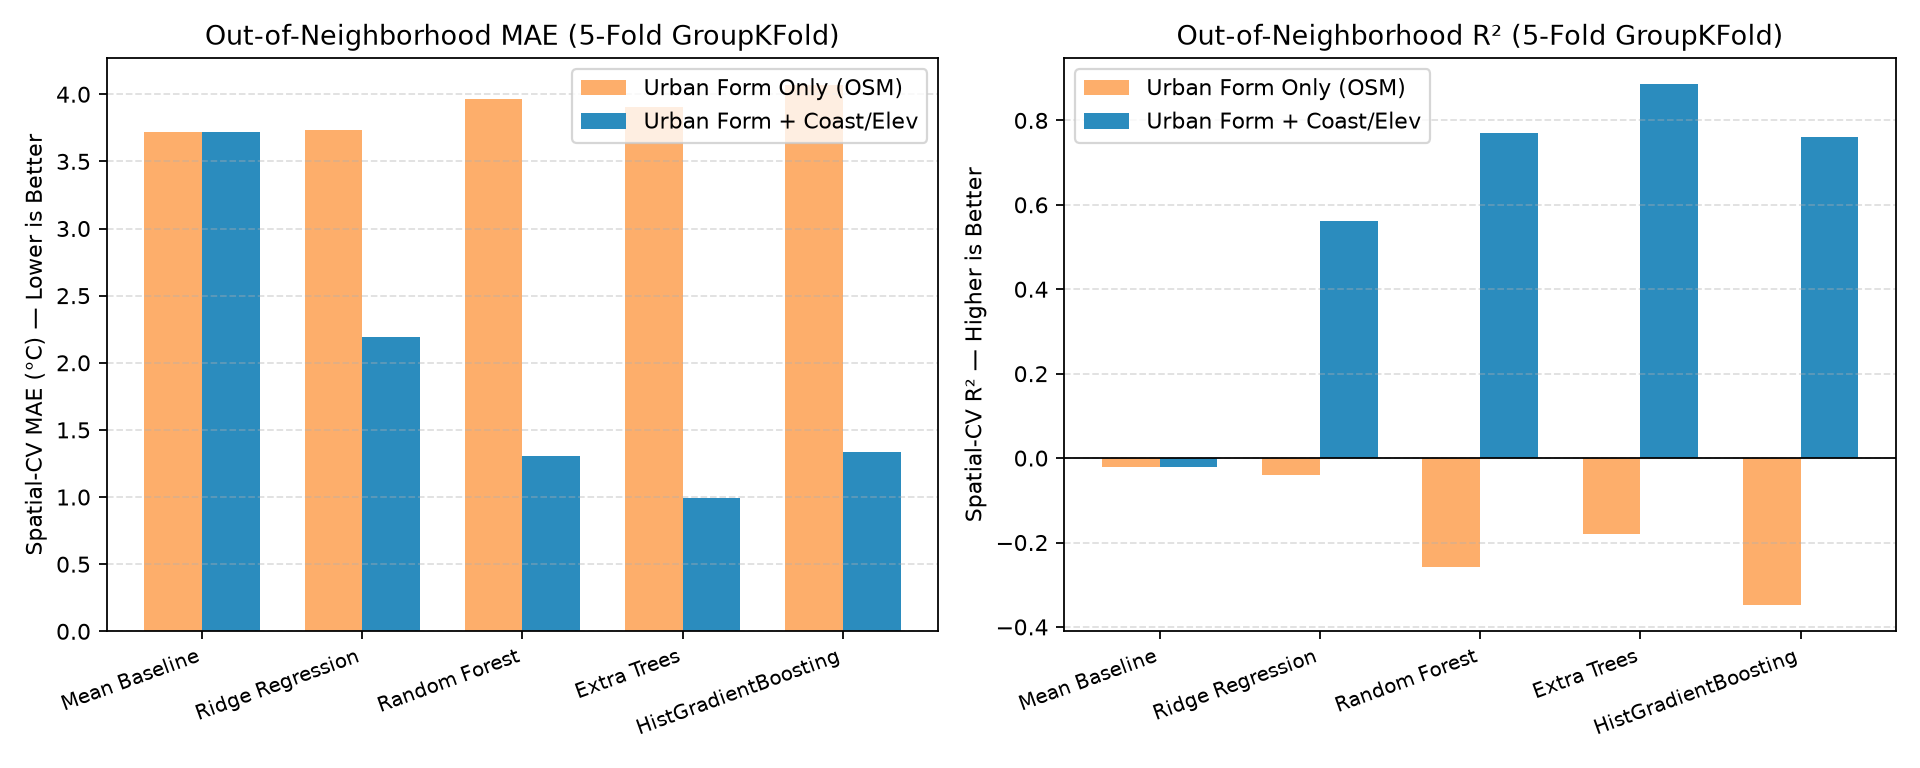 Out-of-Neighborhood MAE (5-Fold GroupKFold)
Urban Form Only (OSM)
Urban Form + Coast/Elev
Spatial-CV MAE (°C) — Lower is Better
4.0
3.5
3.0
2.5
2.0
1.5
1.0
0.5
0.0
Mean Baseline
Ridge Regression
Random Forest
Extra Trees
HistGradientBoosting
Out-of-Neighborhood R² (5-Fold GroupKFold)
Urban Form Only (OSM)
Urban Form + Coast/Elev
Spatial-CV R² — Higher is Better
0.8
0.6
0.4
0.2
0.0
−0.2
−0.4
Mean Baseline
Ridge Regression
Random Forest
Extra Trees
HistGradientBoosting